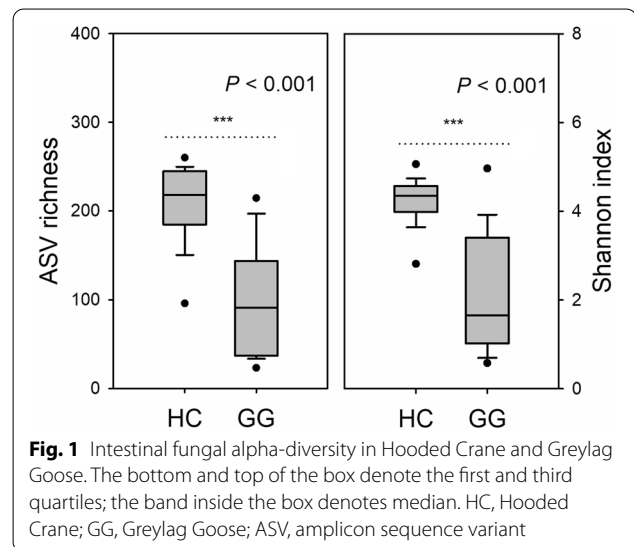 400
300
200
100
0
ASV richness
P < 0.001
***
HC GG
P < 0.001
***
HC GG
8
6
4
2
0
Shannon index
Fig. 1 Intestinal fungal alpha-diversity in Hooded Crane and Greylag
Goose. The bottom and top of the box denote the first and third
quartiles; the band inside the box denotes median. HC, Hooded
Crane; GG, Greylag Goose; ASV, amplicon sequence variant